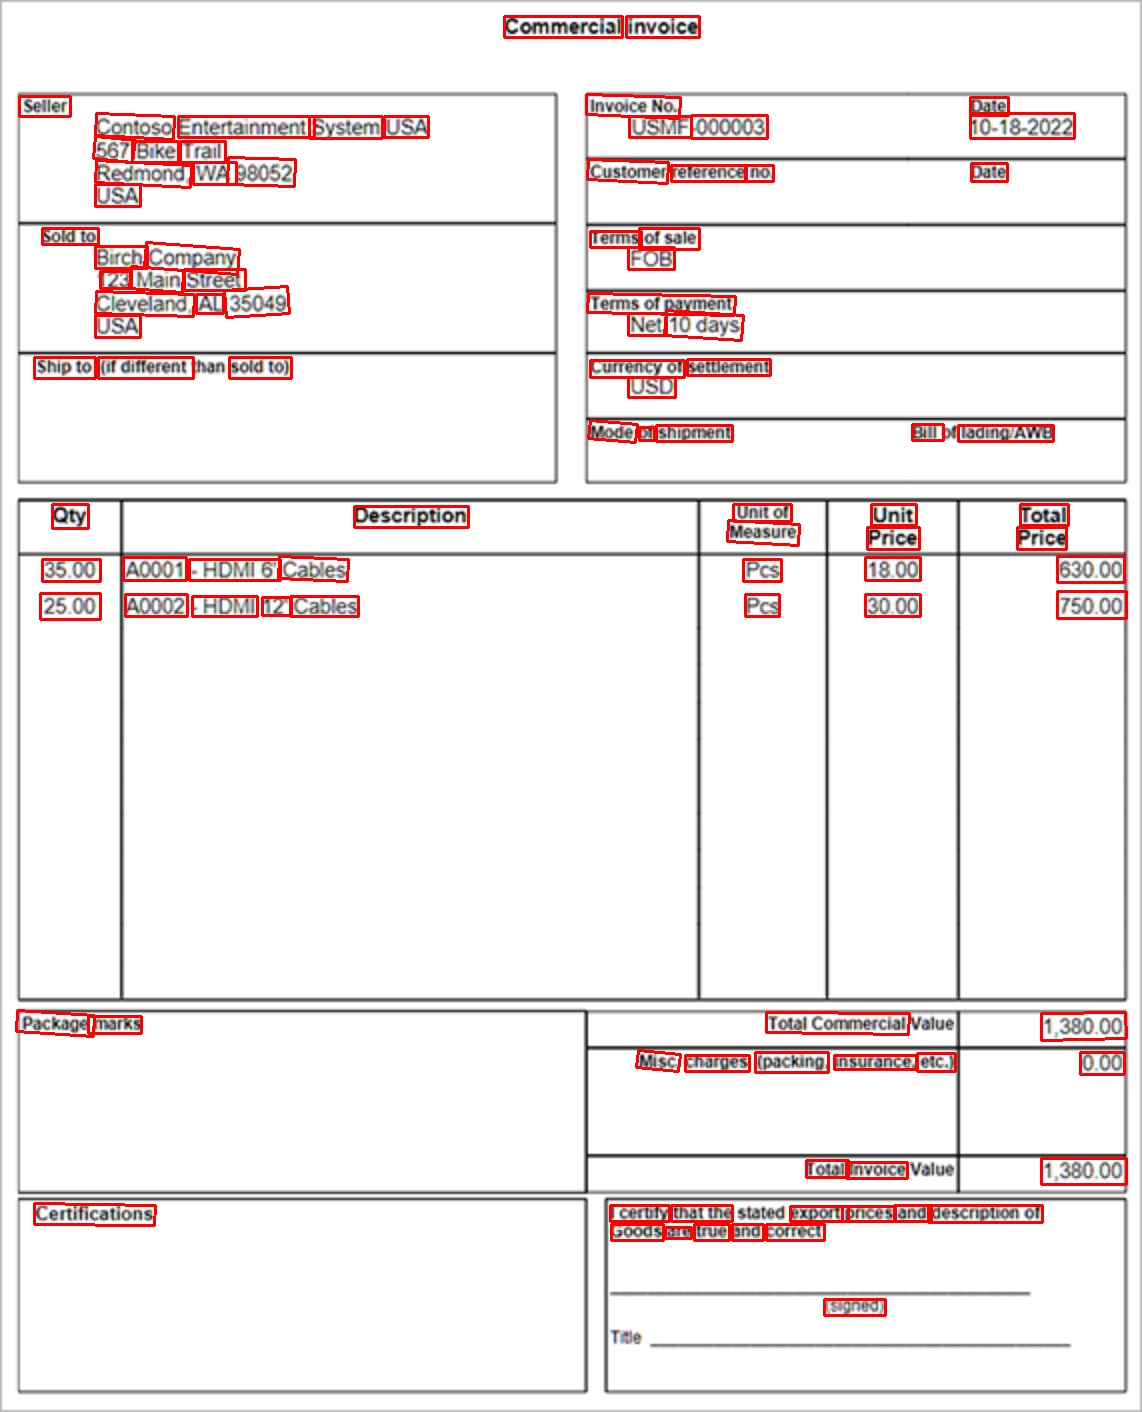 Commercial invoice
Seller
Contoso Entertainment System USA
567 Bike Trail
Redmond, WA 98052
USA
Invoice No. Date
USMF-000003 10-18-2022
Customer reference no. Date
Sold to
Birch Company
123 Main Street
Cleveland, AL 35049
USA
Terms of sale
FOB
Terms of payment
Net 10 days
Ship to (if different than sold to)
Currency of settlement
USD
Mode of shipment Bill of lading/AWB
Qty Description Unit of Measure Unit Price Total Price
35.00 A0001 - HDMI 6' Cables Pcs 18.00 630.00
25.00 A0002 - HDMI 12' Cables Pcs 30.00 750.00
Package marks
Total Commercial Value 1,380.00
Misc. charges (packing, insurance, etc.) 0.00
Total Invoice Value 1,380.00
Certifications
I certify that the stated export prices and description of
Goods are true and correct
(signed)
Title